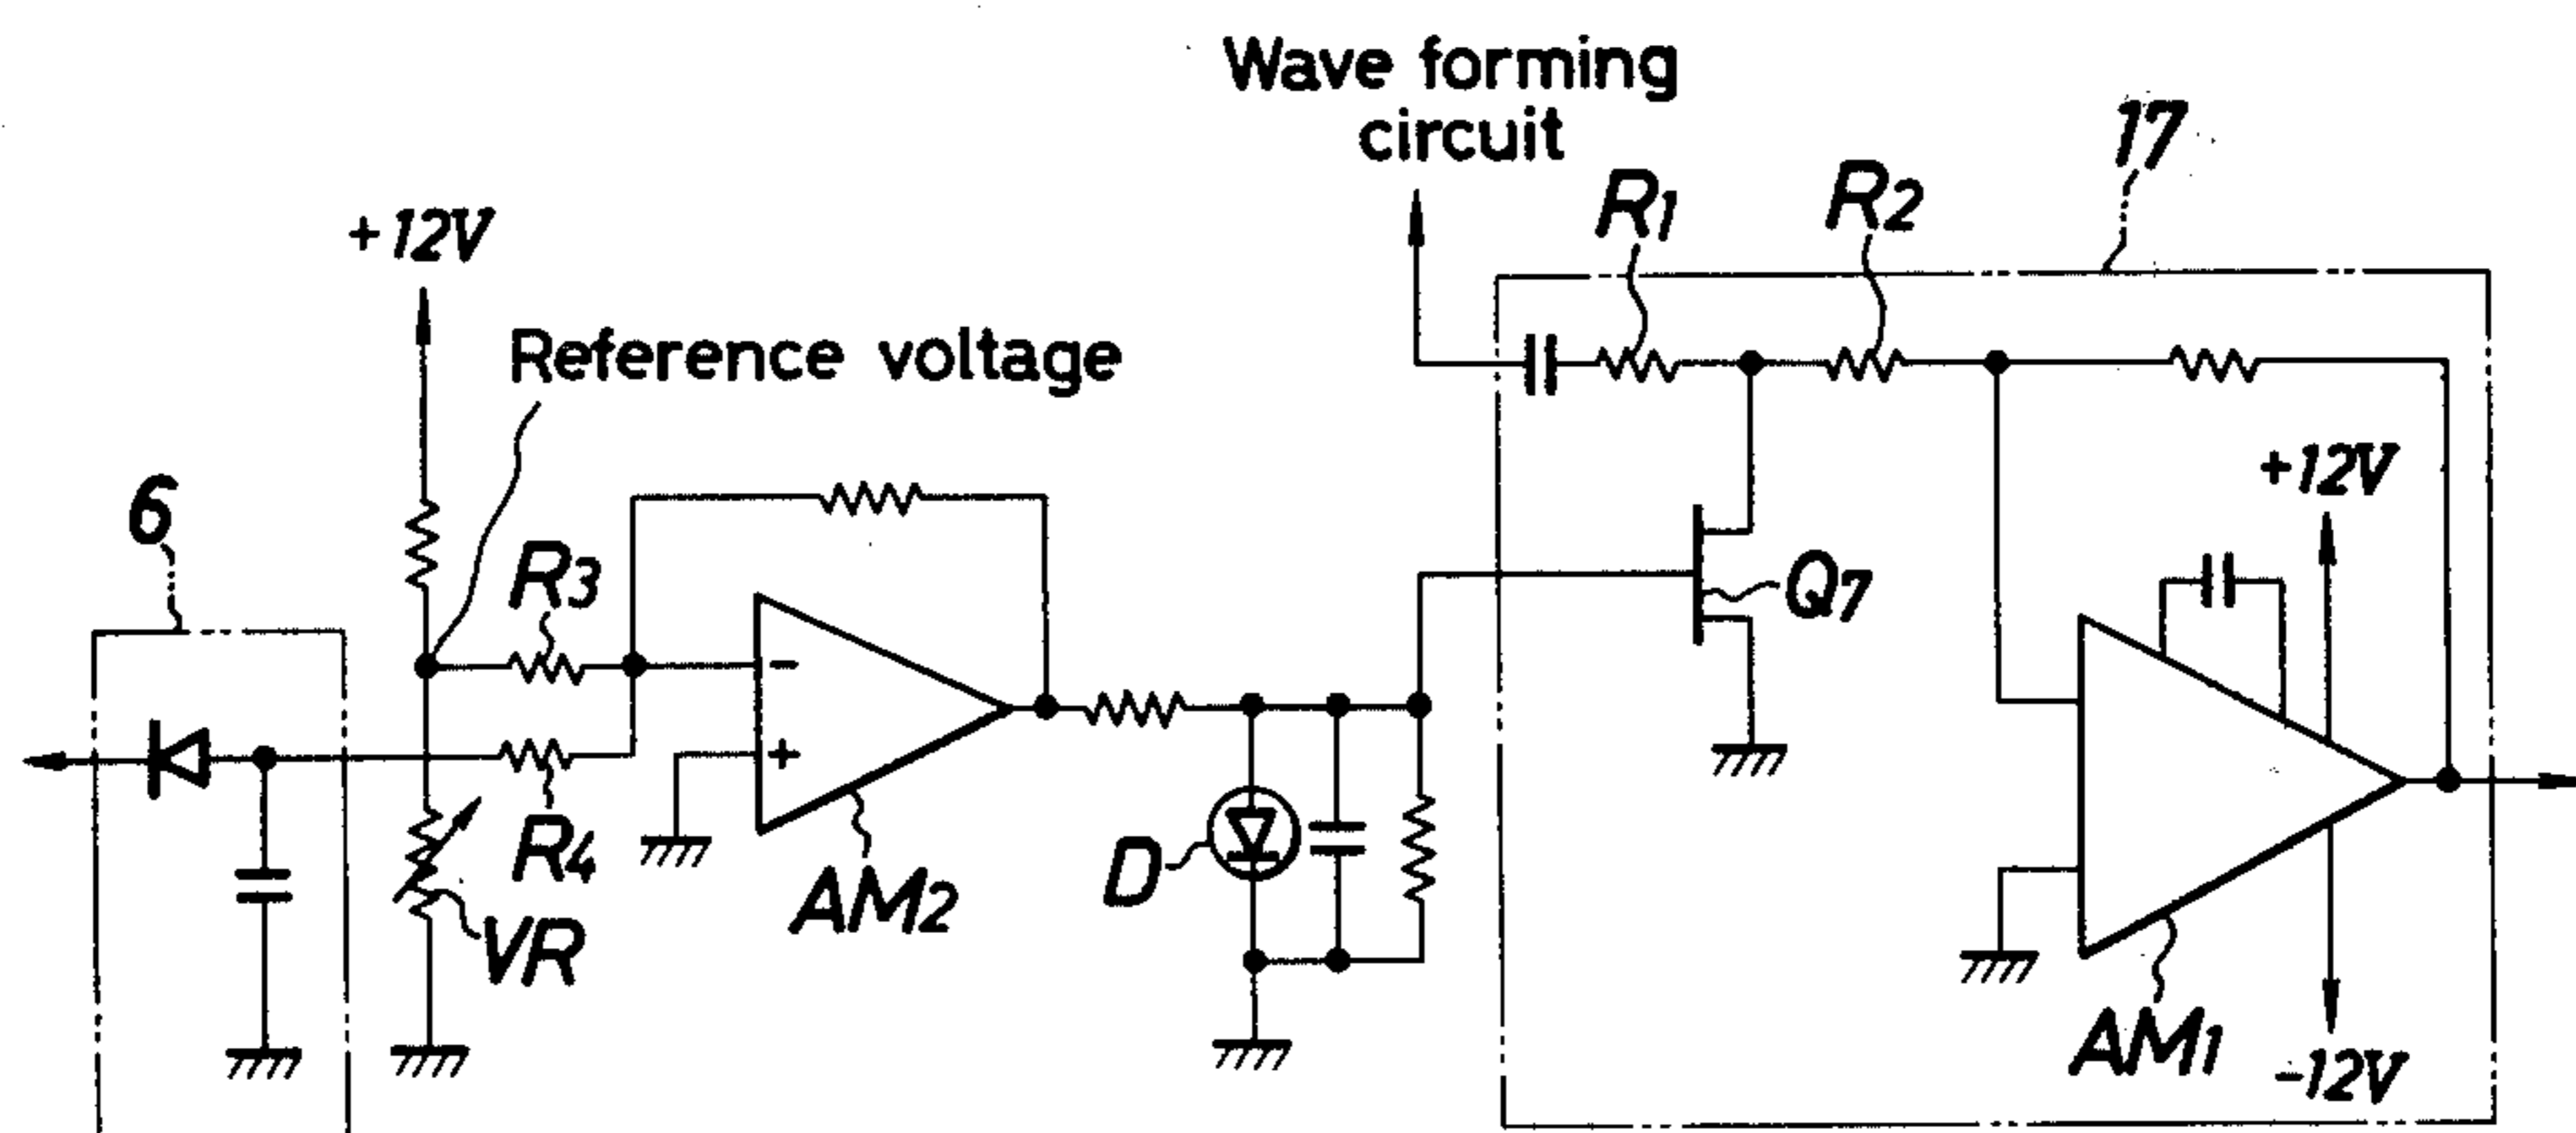 Wave forming
circuit
17
R1
R2
+12V
Reference voltage
6
R3
+12V
Q7
R4
D
AM2
VR
AM1
-12V
-
+